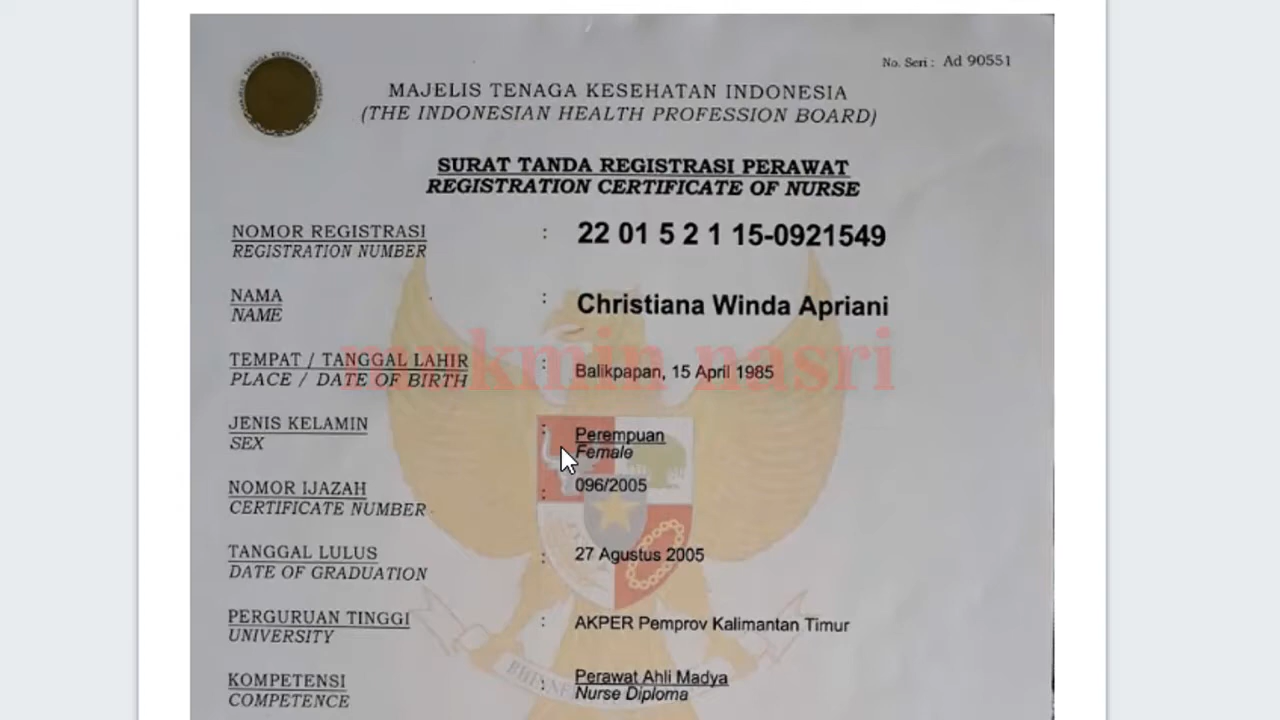 No. Seri : Ad 90551
MAJELIS TENAGA KESEHATAN INDONESIA
(THE INDONESIAN HEALTH PROFESSION BOARD)
SURAT TANDA REGISTRASI PERAWAT
REGISTRATION CERTIFICATE OF NURSE
NOMOR REGISTRASI : 22 01 5 2 1 15-0921549
REGISTRATION NUMBER
NAMA : Christiana Winda Apriani
NAME
mukmin nasri
TEMPAT / TANGGAL LAHIR : Balikpapan, 15 April 1985
PLACE / DATE OF BIRTH
JENIS KELAMIN : Perempuan
SEX Female
NOMOR IJAZAH : 096/2005
CERTIFICATE NUMBER
TANGGAL LULUS : 27 Agustus 2005
DATE OF GRADUATION
PERGURUAN TINGGI : AKPER Pemprov Kalimantan Timur
UNIVERSITY
KOMPETENSI : Perawat Ahli Madya
COMPETENCE Nurse Diploma